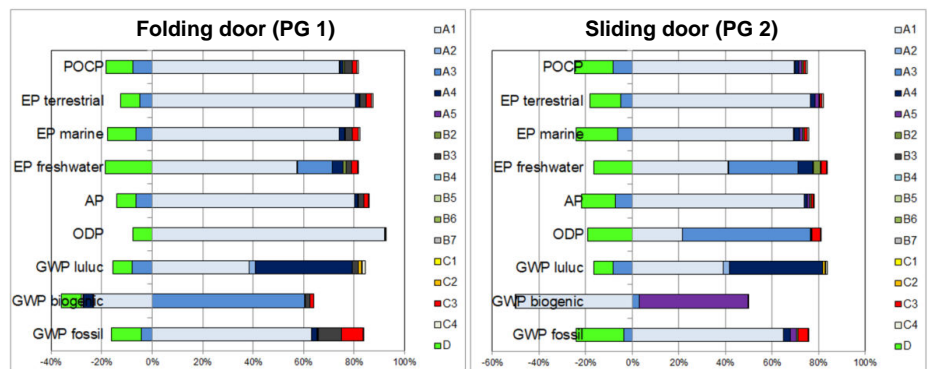 Folding door (PG 1)
POCP
EP terrestrial
EP marine
EP freshwater
AP
ODP
GWP luluc
GWP biogenic
GWP fossil
-40% -20% 0% 20% 40% 60% 80% 100%
A1
A2
A3
A4
A5
B2
B3
B4
B5
B6
B7
C1
C2
C3
C4
D
Sliding door (PG 2)
POCP
EP terrestrial
EP marine
EP freshwater
AP
ODP
GWP luluc
GWP biogenic
GWP fossil
-60% -40% -20% 0% 20% 40% 60% 80% 100%
A1
A2
A3
A4
A5
B2
B3
B4
B5
B6
B7
C1
C2
C3
C4
D